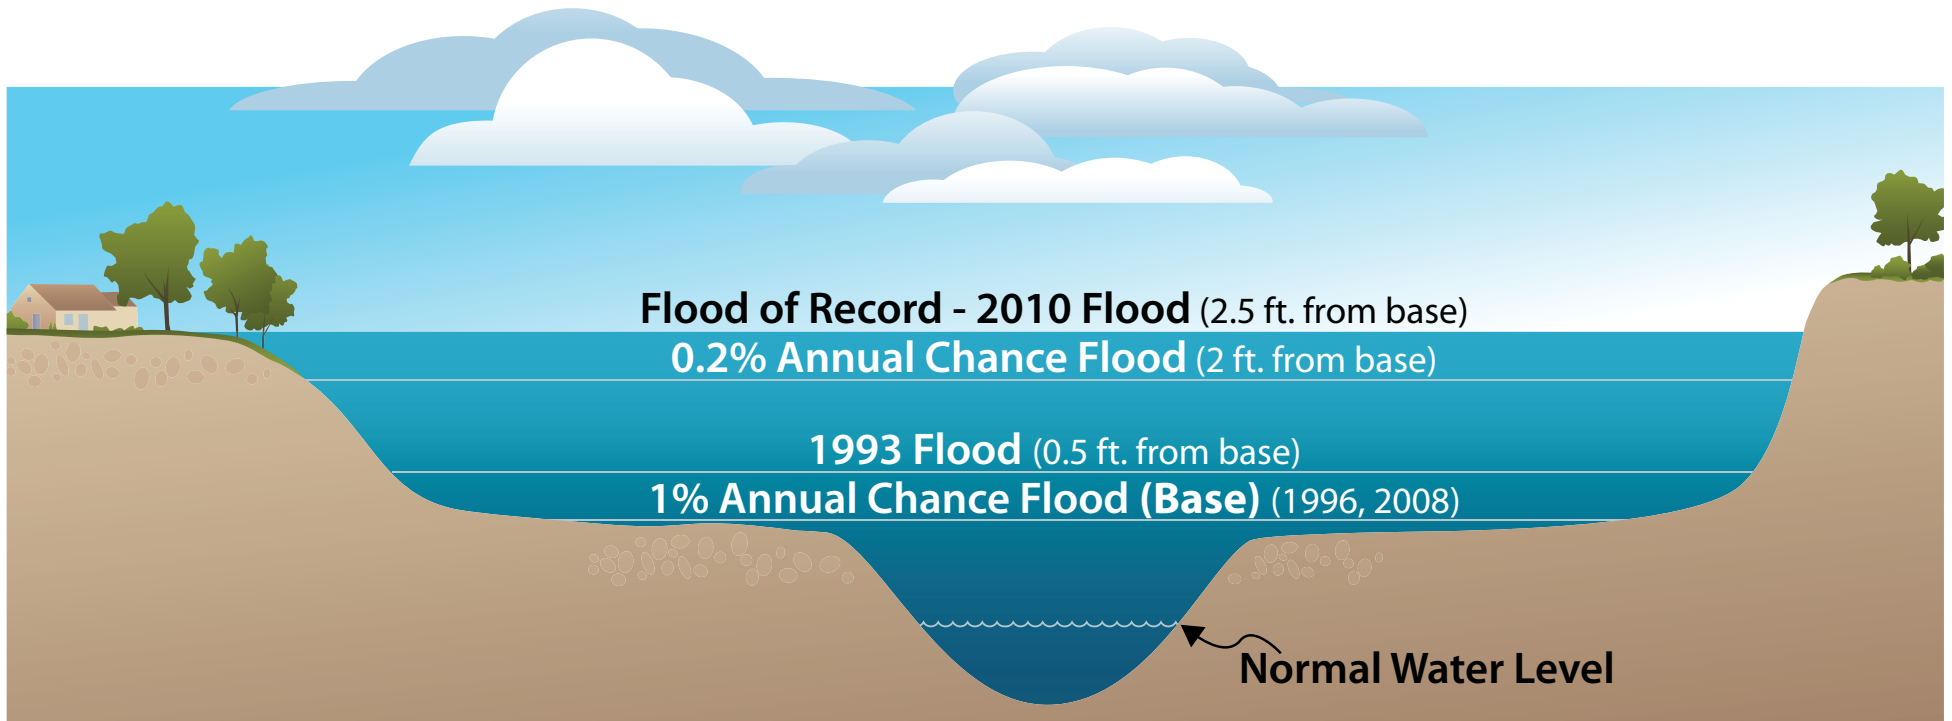 Flood of Record - 2010 Flood (2.5 ft. from base)
0.2% Annual Chance Flood (2 ft. from base)
1993 Flood (0.5 ft. from base)
1% Annual Chance Flood (Base) (1996, 2008)
Normal Water Level